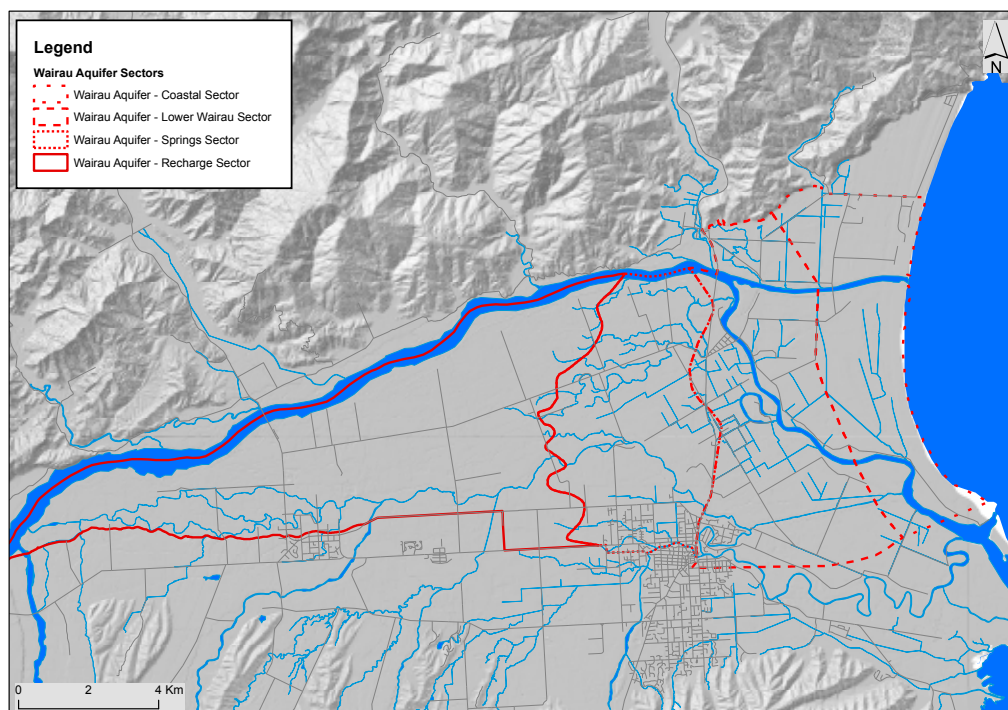 Legend
Wairau Aquifer Sectors
Wairau Aquifer - Coastal Sector
Wairau Aquifer - Lower Wairau Sector
Wairau Aquifer - Springs Sector
Wairau Aquifer - Recharge Sector
N
0 2 4 Km